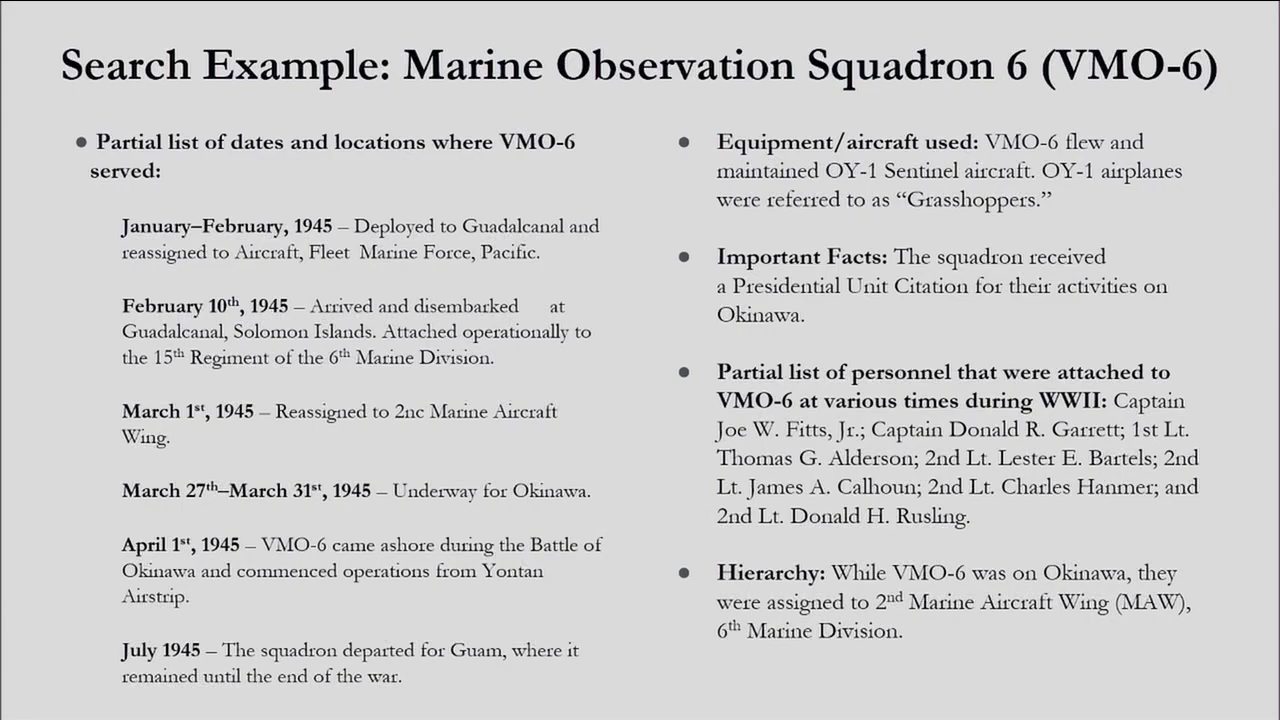 Search Example: Marine Observation Squadron 6 (VMO-6)
● Partial list of dates and locations where VMO-6
served:
January–February, 1945 – Deployed to Guadalcanal and
reassigned to Aircraft, Fleet Marine Force, Pacific.
February 10th, 1945 – Arrived and disembarked at
Guadalcanal, Solomon Islands. Attached operationally to
the 15th Regiment of the 6th Marine Division.
March 1st, 1945 – Reassigned to 2nc Marine Aircraft
Wing.
March 27th–March 31st, 1945 – Underway for Okinawa.
April 1st, 1945 – VMO-6 came ashore during the Battle of
Okinawa and commenced operations from Yontan
Airstrip.
July 1945 – The squadron departed for Guam, where it
remained until the end of the war.
● Equipment/aircraft used: VMO-6 flew and
maintained OY-1 Sentinel aircraft. OY-1 airplanes
were referred to as “Grasshoppers.”
● Important Facts: The squadron received
a Presidential Unit Citation for their activities on
Okinawa.
● Partial list of personnel that were attached to
VMO-6 at various times during WWII: Captain
Joe W. Fitts, Jr.; Captain Donald R. Garrett; 1st Lt.
Thomas G. Alderson; 2nd Lt. Lester E. Bartels; 2nd
Lt. James A. Calhoun; 2nd Lt. Charles Hanmer; and
2nd Lt. Donald H. Rusling.
● Hierarchy: While VMO-6 was on Okinawa, they
were assigned to 2nd Marine Aircraft Wing (MAW),
6th Marine Division.